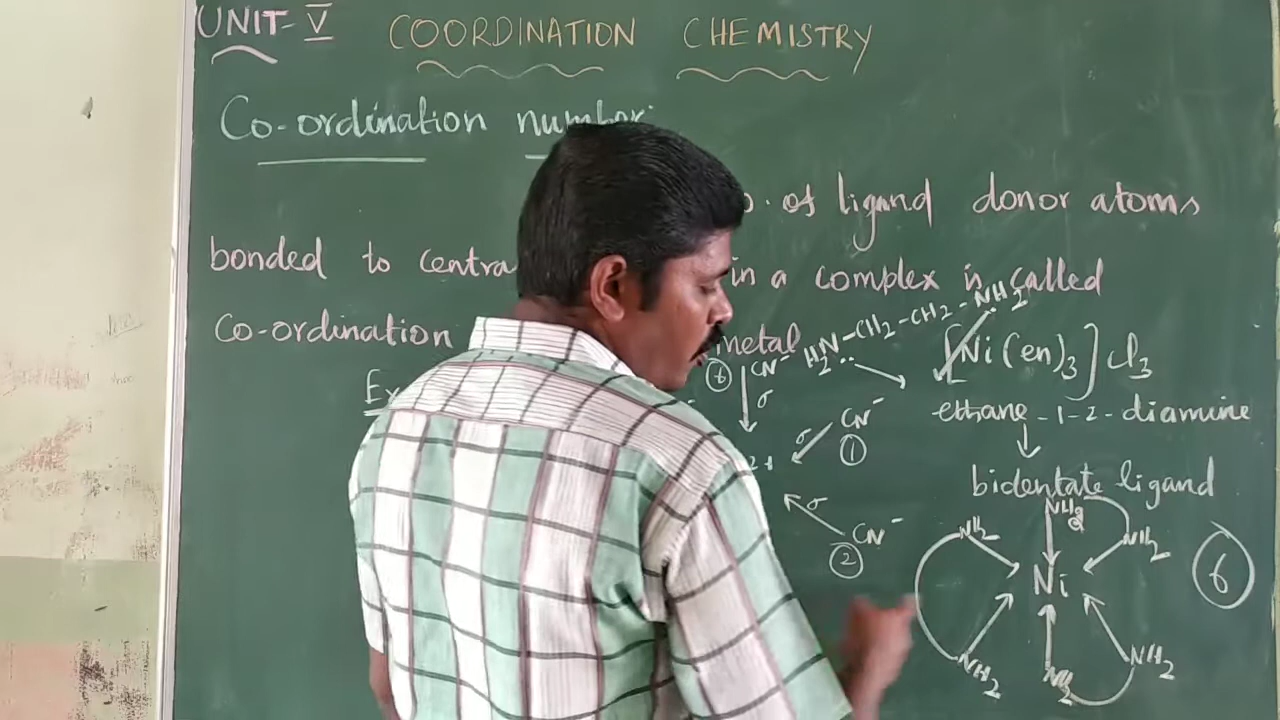 UNIT-V COORDINATION CHEMISTRY
Co-ordination number:
of ligand donor atoms
bonded to centra in a complex is called
Co-ordination metal
Ex
H2N-CH2-CH2-NH2
[Ni(en)3]Cl3
ethane-1-2-diamine
bidentate ligand
6 CN-
σ
CN-
σ
1
2+
σ
CN-
2
NH2
NH2 NH2
Ni
6
NH2 NH2 NH2